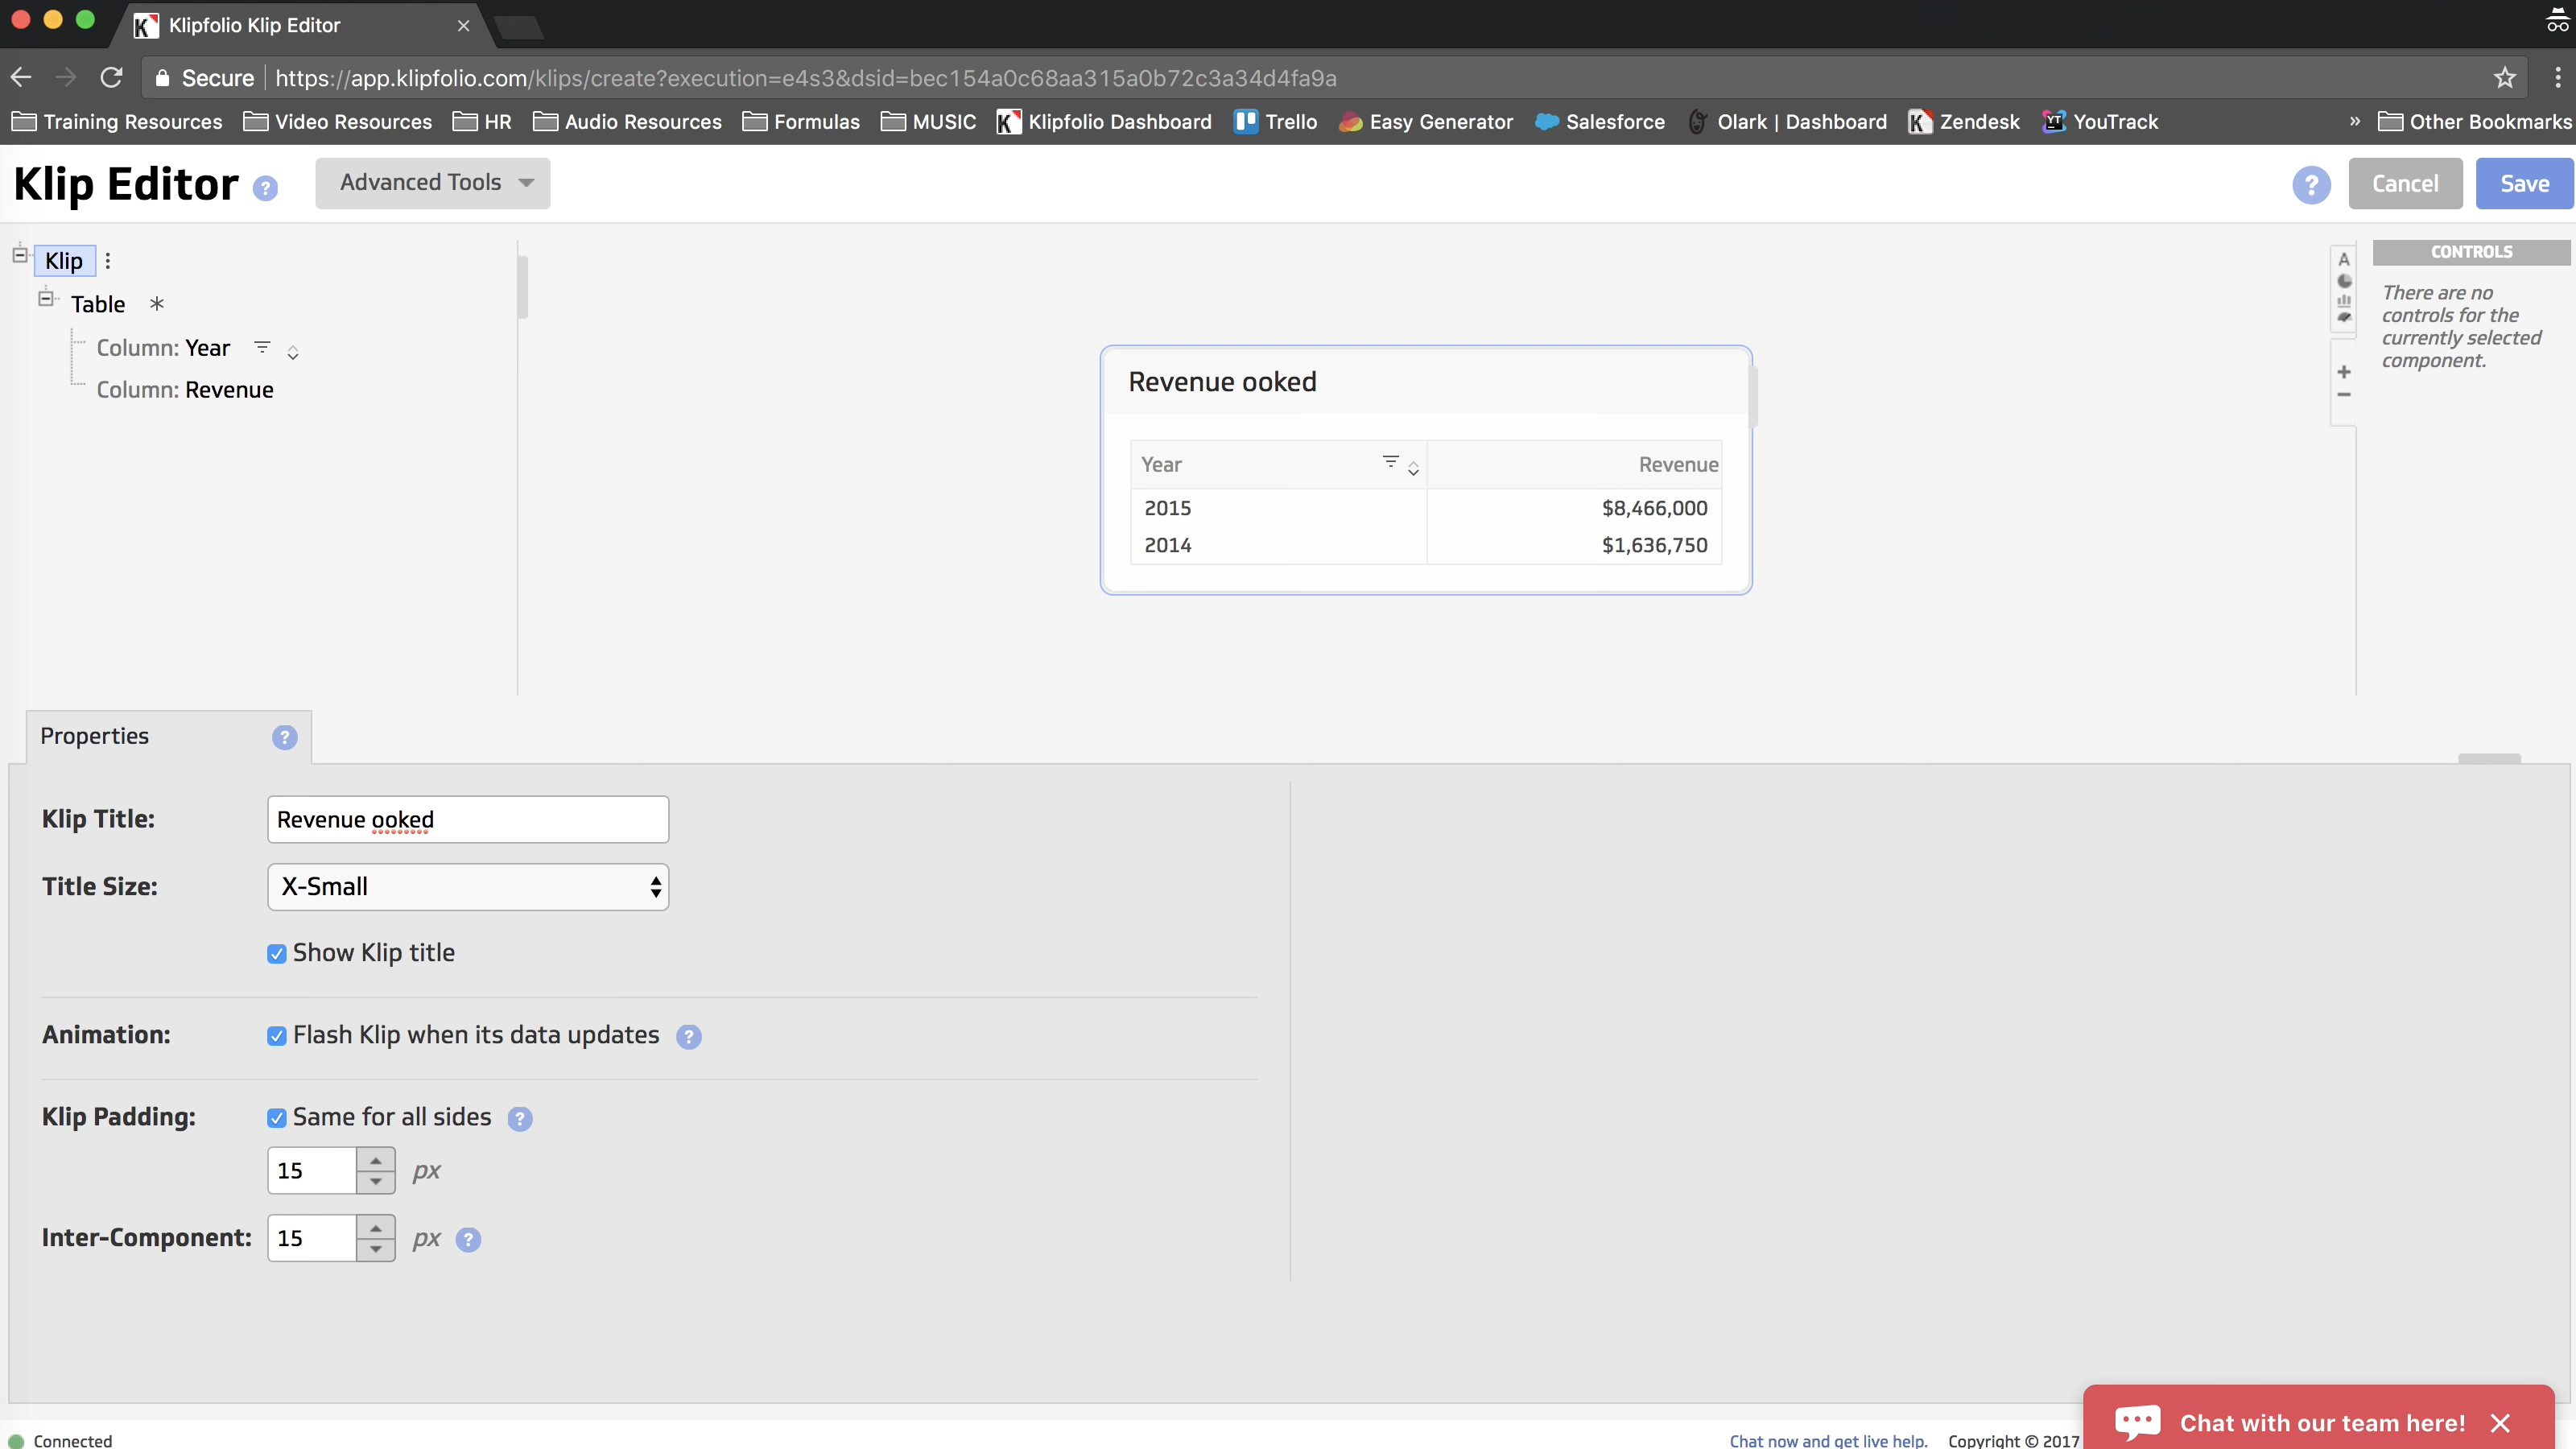 Klipfolio Klip Editor
Secure https://app.klipfolio.com/klips/create?execution=e4s3&dsid=bec154a0c68aa315a0b72c3a34d4fa9a
Training Resources Video Resources HR Audio Resources Formulas MUSIC Klipfolio Dashboard Trello Easy Generator Salesforce Olark | Dashboard Zendesk YouTrack » Other Bookmarks
Klip Editor ? Advanced Tools ? Cancel Save
Klip
Table *
Column: Year
Column: Revenue
Revenue ooked
Year Revenue
2015 $8,466,000
2014 $1,636,750
A
+
−
CONTROLS
There are no
controls for the
currently selected
component.
Properties ?
Klip Title: Revenue ooked
Title Size: X-Small
Show Klip title
Animation: Flash Klip when its data updates ?
Klip Padding: Same for all sides ?
15 px
Inter-Component: 15 px ?
Connected
Chat now and get live help. Copyright © 2017
Chat with our team here!